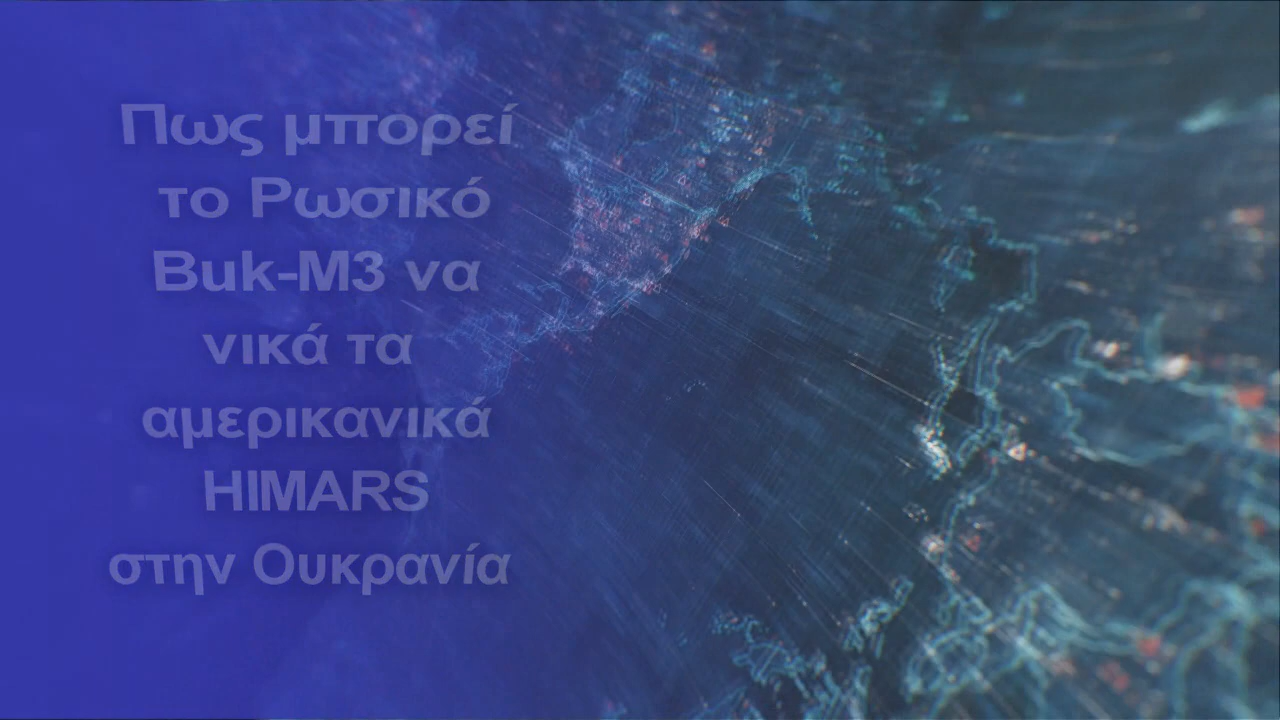 Πως μπορεί
το Ρωσικό
Buk-M3 να
νικά τα
αμερικανικά
HIMARS
στην Ουκρανία